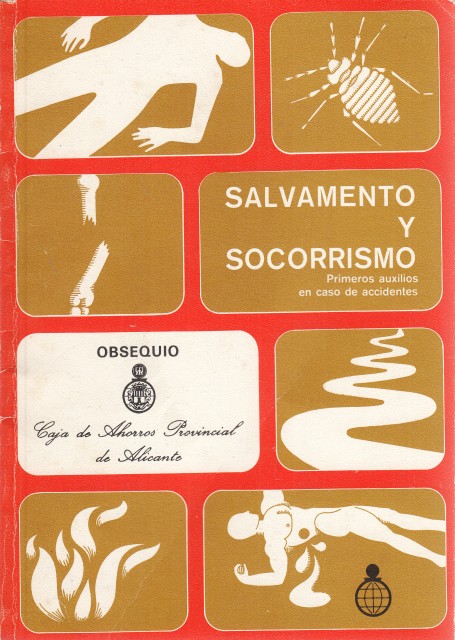 SALVAMENTO
Y
SOCORRISMO
Primeros auxilios
en caso de accidentes
OBSEQUIO
Caja de Ahorros Provincial
de Alicante